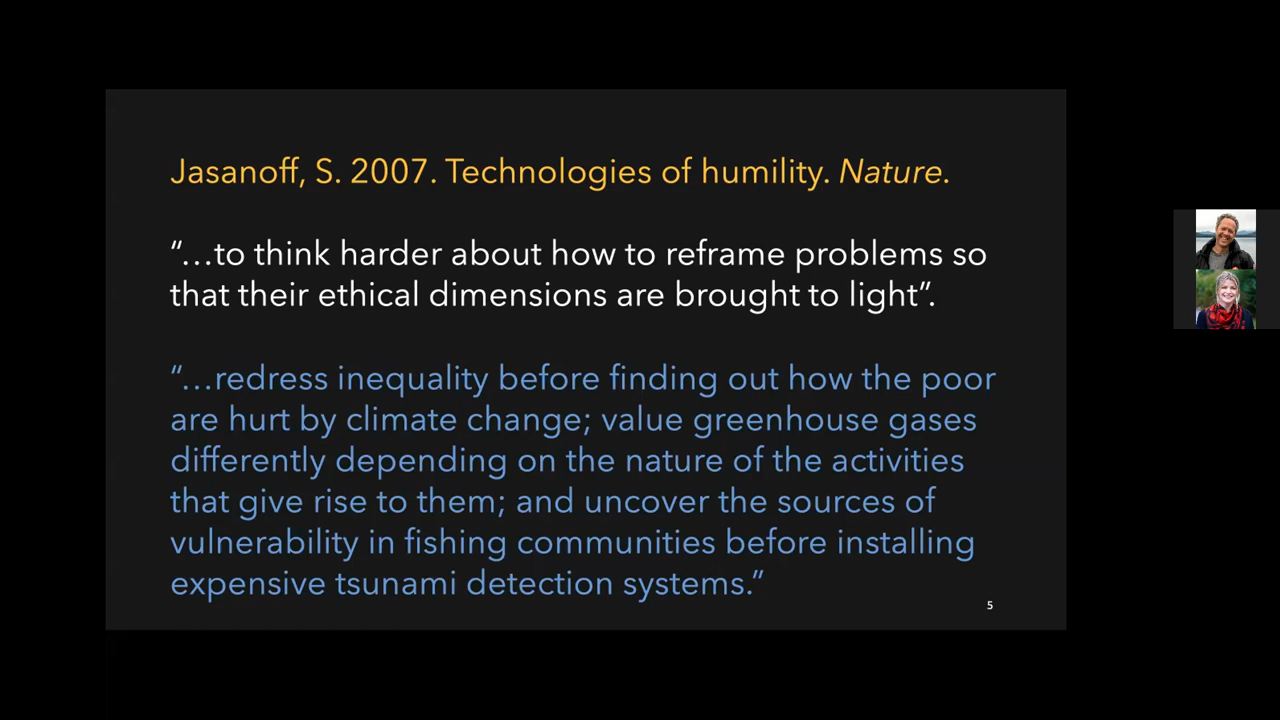 Jasanoff, S. 2007. Technologies of humility. Nature.
“…to think harder about how to reframe problems so
that their ethical dimensions are brought to light”.
“…redress inequality before finding out how the poor
are hurt by climate change; value greenhouse gases
differently depending on the nature of the activities
that give rise to them; and uncover the sources of
vulnerability in fishing communities before installing
expensive tsunami detection systems.”
5